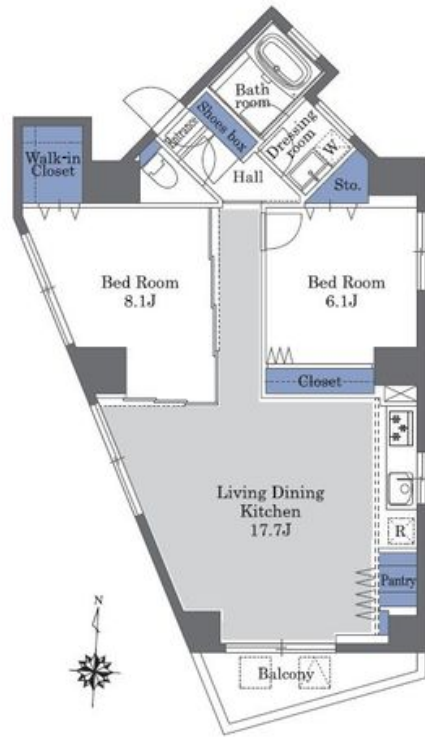 Bath
room
Shoes box
Entrance
Dressing
room
W
Walk-in
Closet
Hall
Sto.
Bed Room
8.1J
Bed Room
6.1J
Closet
Living Dining
Kitchen
17.7J
R
Pantry
N
Balcony